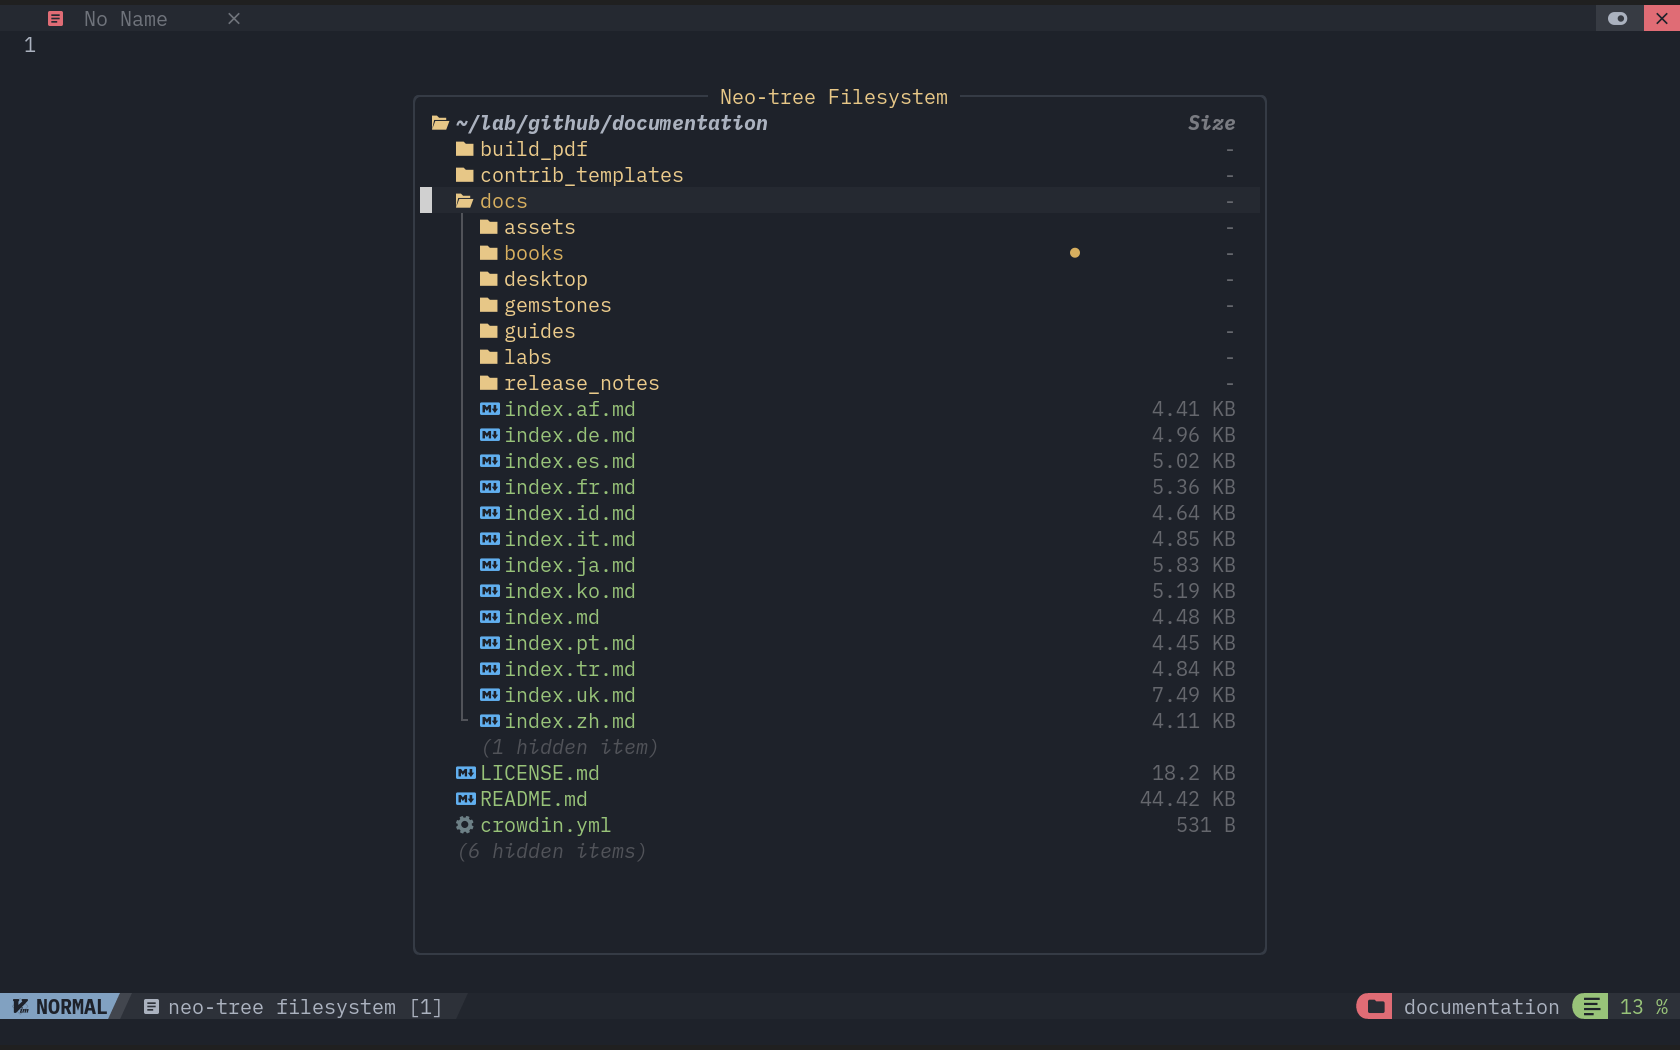 No Name
1
Neo-tree Filesystem
~/lab/github/documentation Size
build_pdf -
contrib_templates -
docs -
assets -
books -
desktop -
gemstones -
guides -
labs -
release_notes -
index.af.md 4.41 KB
index.de.md 4.96 KB
index.es.md 5.02 KB
index.fr.md 5.36 KB
index.id.md 4.64 KB
index.it.md 4.85 KB
index.ja.md 5.83 KB
index.ko.md 5.19 KB
index.md 4.48 KB
index.pt.md 4.45 KB
index.tr.md 4.84 KB
index.uk.md 7.49 KB
index.zh.md 4.11 KB
(1 hidden item)
LICENSE.md 18.2 KB
README.md 44.42 KB
crowdin.yml 531 B
(6 hidden items)
NORMAL neo-tree filesystem [1] documentation 13 %